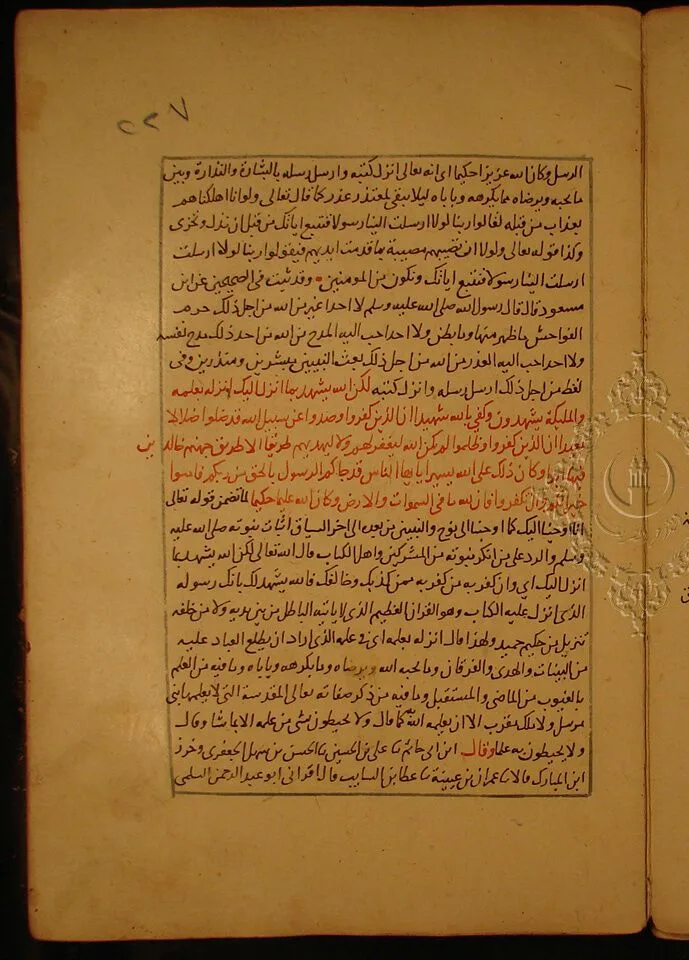 ٢٢٧
الرسل وكان الله عزيزا حكيما اي انه تعالى انزل كتبه وارسل رسله بالبشارة والنذارة وبين
ما يحبه ويرضاه مما يكرهه وياباه ليلا يبقى لمعتذر عذر كما قال تعالى ولو انا اهلكناهم
بعذاب من قبله لقالوا ربنا لولا ارسلت الينا رسولا فنتبع اياتك من قبل ان نذل ونخزى
وكذا قوله تعالى ولولا ان تصيبهم مصيبة بما قدمت ايديهم فيقولوا ربنا لولا ارسلت
ارسلت الينا رسولا فنتبع اياتك ونكون من المومنين وقد ثبت في الصحيحين عن ابن
مسعود قال قال رسول الله صلى الله عليه وسلم لا احد اغير من الله من اجل ذلك حرم
الفواحش ما ظهر منها وما بطن ولا احد احب اليه المدح من الله من اجل ذلك مدح نفسه
ولا احد احب اليه العذر من الله من اجل ذلك بعث النبيين مبشرين ومنذرين وفي
لفظ من اجل ذلك ارسل رسله وانزل كتبه لكن الله يشهد بما انزل اليك انزله بعلمه
والمليكة يشهدون وكفى بالله شهيدا ان الذين كفروا وصدوا عن سبيل الله قد ضلوا ضلالا
بعيدا ان الذين كفروا وظلموا لم يكن الله ليغفر لهم ولا ليهديهم طريقا الا طريق جهنم خالدين
فيها ابدا وكان ذلك على الله يسيرا يايها الناس قد جاكم الرسول بالحق من ربكم فامنوا
خيرا لكم وان تكفروا فان لله ما في السموات والارض وكان الله عليما حكيما لما تضمن قوله تعالى
انا اوحينا اليك كما اوحينا الى نوح والنبيين من بعده الى اخر السياق اثبات نبوته صلى الله عليه
وسلم والرد على من انكر نبوته من المشركين واهل الكتاب قال الله تعالى لكن الله يشهد بما
انزل اليك اي وان كفر به من كفر به ممن كذبك وخالفك فالله يشهد لك بانك رسوله
الذي انزل عليه الكتاب وهو القران العظيم الذي لا ياتيه الباطل من بين يديه ولا من خلفه
تنزيل من حكيم حميد ولهذا قال انزله بعلمه اي فيه علمه الذي اراد ان يطلع العباد عليه
من البينات والهدى والفرقان وما يحبه الله ويرضاه وما يكرهه وياباه وما فيه من العلم
بالغيوب من الماضي والمستقبل وما فيه من ذكر صفاته تعالى المقدسة التي لا يعلمها نبي
مرسل ولا ملك مقرب الا ان يعلمه الله كما قال ولا يحيطون بشي من علمه الا بما شا وقال
ولا يحيطون به علما وقال ابن ابي حاتم ثنا علي بن الحسين ثنا الحسن بن سهل الجعفري وخزز
ابن المبارك قالا ثنا عمران بن عيينة ثنا عطا بن السايب قال اقراني ابو عبد الرحمن السلمي